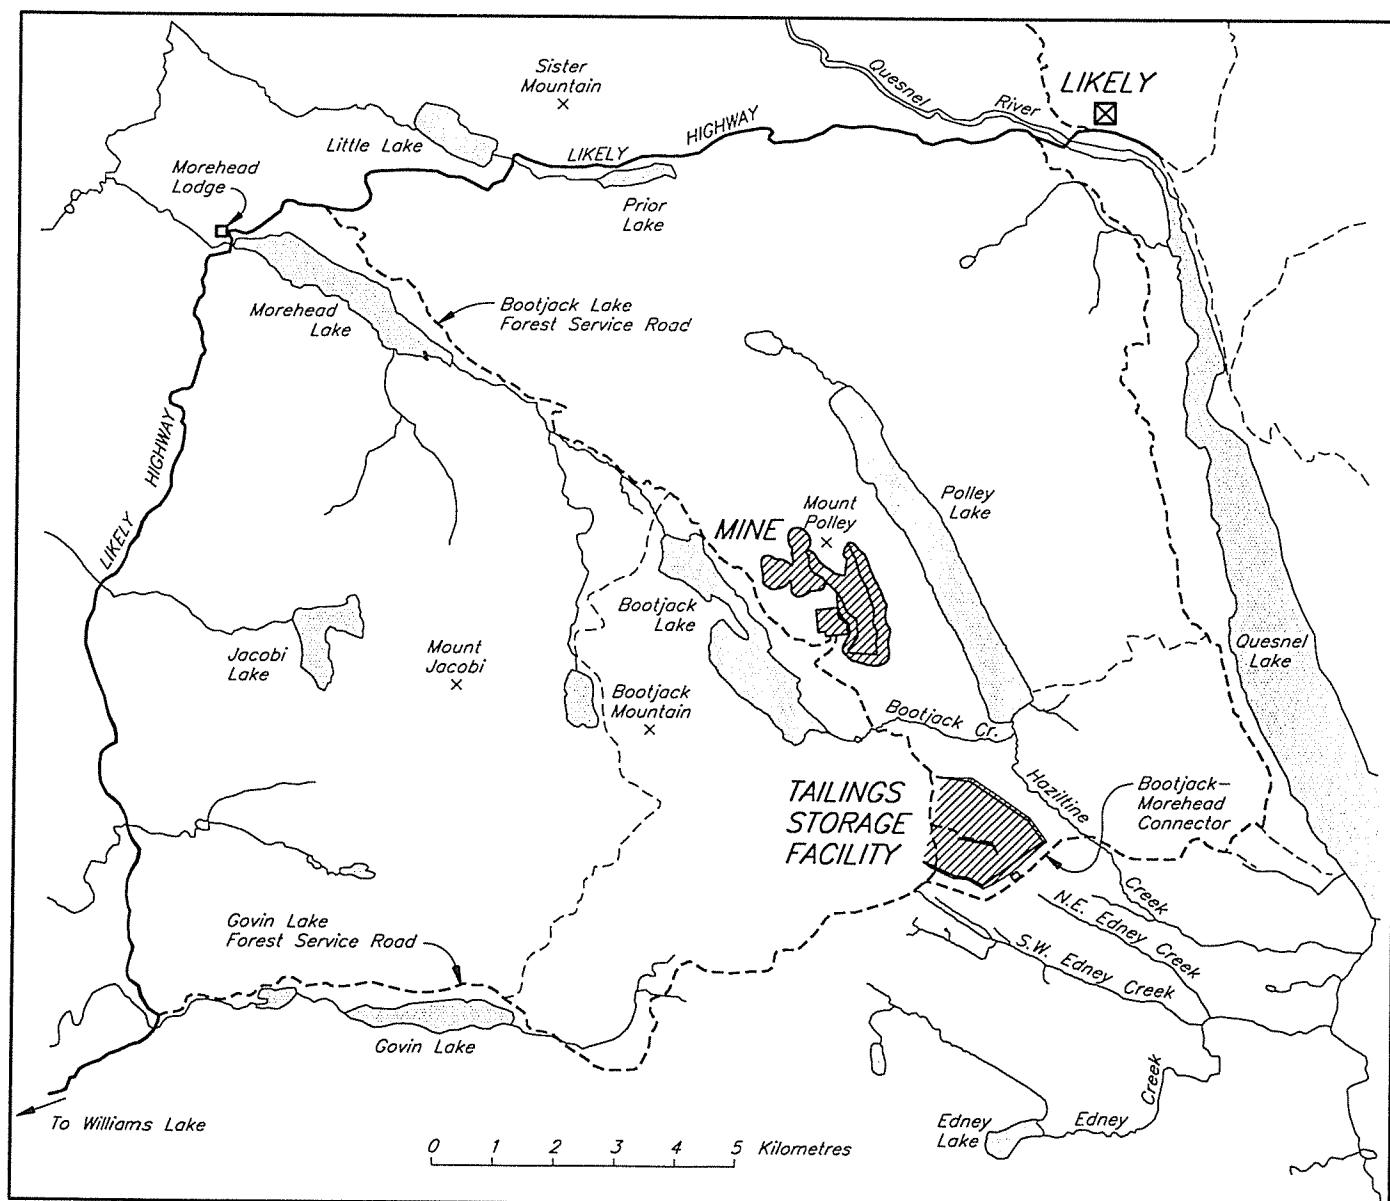 Sister
Mountain
Quesnel
River
LIKELY
HIGHWAY
LIKELY
Little Lake
Morehead
Lodge
Prior
Lake
Bootjack Lake
Forest Service Road
Morehead
Lake
HIGHWAY
LIKELY
Polley
Lake
Mount
Polley
MINE
Bootjack
Lake
Quesnel
Lake
Jacobi
Lake
Mount
Jacobi
Bootjack
Mountain
Bootjack Cr.
TAILINGS
STORAGE
FACILITY
Haziltine
Creek
Bootjack-
Morehead
Connector
N.E. Edney Creek
S.W. Edney Creek
Govin Lake
Forest Service Road
Govin Lake
Edney
Lake
Edney
Creek
To Williams Lake
0 1 2 3 4 5 Kilometres